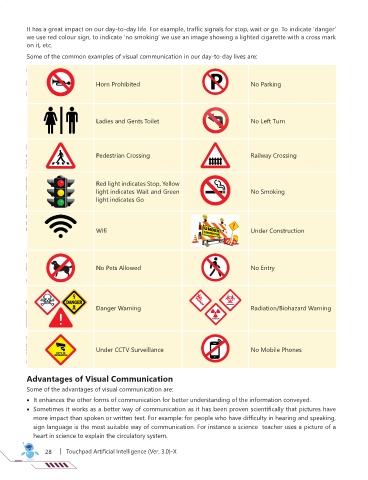 It has a great impact on our day-to-day life. For example, traffic signals for stop, wait or go. To indicate 'danger'
we use red colour sign, to indicate 'no smoking' we use an image showing a lighted cigarette with a cross mark
on it, etc.
Some of the common examples of visual communication in our day-to-day lives are:
Horn Prohibited
P
No Parking
Ladies and Gents Toilet
No Left Turn
Pedestrian Crossing
Railway Crossing
Red light indicates Stop, Yellow
light indicates Wait and Green
light indicates Go
No Smoking
Wifi
Under Construction
No Pets Allowed
No Entry
DANGER
Danger Warning
Radiation/Biohazard Warning
Under CCTV Surveillance
No Mobile Phones
Advantages of Visual Communication
Some of the advantages of visual communication are:
• It enhances the other forms of communication for better understanding of the information conveyed.
• Sometimes it works as a better way of communication as it has been proven scientifically that pictures have
more impact than spoken or written text. For example: for people who have difficulty in hearing and speaking,
sign language is the most suitable way of communication. For instance a science teacher uses a picture of a
heart in science to explain the circulatory system.
28 | Touchpad Artificial Intelligence (Ver. 3.0)-X